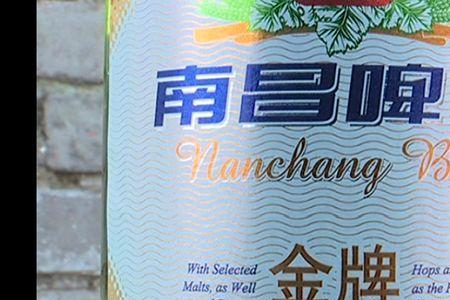 南昌啤
Nanchang B
With Selected
Malts, as Well
金牌
Hops a
as the